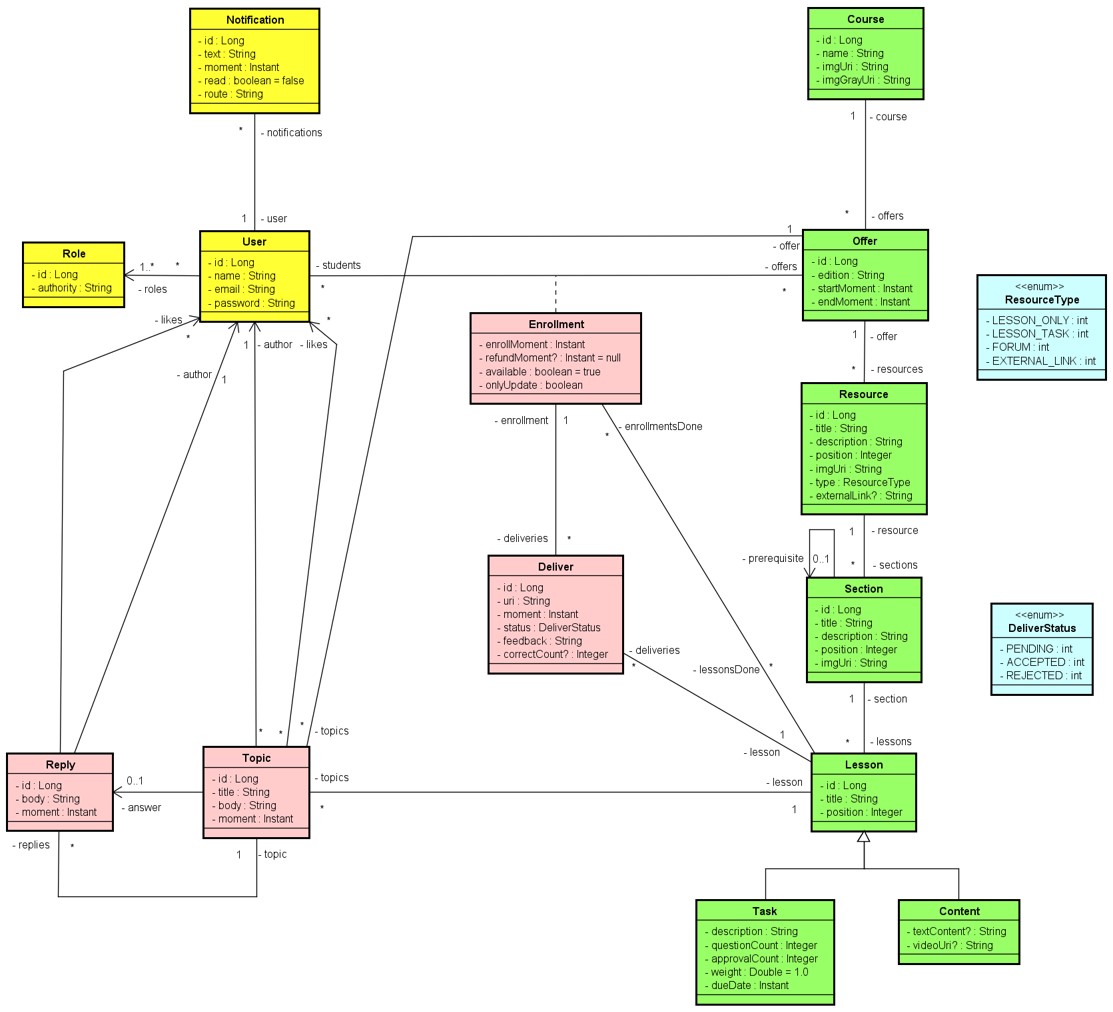 Notification
- id : Long
- text : String
- moment : Instant
- read : boolean = false
- route : String
* - notifications
1 - user
Course
- id : Long
- name : String
- imgUri : String
- imgGrayUri : String
1 - course
* - offers
Role
- id : Long
- authority : String
1..* *
- roles
User
- id : Long
- name : String
- email : String
- password : String
- students
*
1
- offer
- offers
*
Offer
- id : Long
- edition : String
- startMoment : Instant
- endMoment : Instant
1 - offer
* - resources
<<enum>>
ResourceType
- LESSON_ONLY : int
- LESSON_TASK : int
- FORUM : int
- EXTERNAL_LINK : int
- likes
*
- author
1
1 - author
* - likes
Enrollment
- enrollMoment : Instant
- refundMoment? : Instant = null
- available : boolean = true
- onlyUpdate : boolean
- enrollment 1
- enrollmentsDone
*
- deliveries *
Resource
- id : Long
- title : String
- description : String
- position : Integer
- imgUri : String
- type : ResourceType
- externalLink? : String
1 - resource
- prerequisite 0..1
* - sections
Deliver
- id : Long
- uri : String
- moment : Instant
- status : DeliverStatus
- feedback : String
- correctCount? : Integer
- deliveries
*
- lessonsDone *
1
- lesson
Section
- id : Long
- title : String
- description : String
- position : Integer
- imgUri : String
1 - section
* - lessons
<<enum>>
DeliverStatus
- PENDING : int
- ACCEPTED : int
- REJECTED : int
* * * - topics
Reply
- id : Long
- body : String
- moment : Instant
0..1
- answer
- replies *
Topic
- id : Long
- title : String
- body : String
- moment : Instant
- topics
*
1 - topic
- lesson
1
Lesson
- id : Long
- title : String
- position : Integer
Task
- description : String
- questionCount : Integer
- approvalCount : Integer
- weight : Double = 1.0
- dueDate : Instant
Content
- textContent? : String
- videoUri? : String